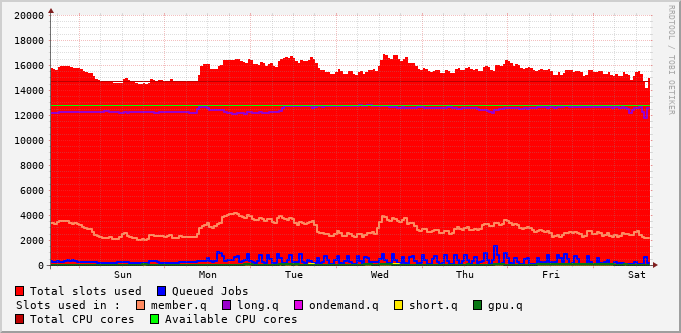 20000
18000
16000
14000
12000
10000
8000
6000
4000
2000
0
Sun Mon Tue Wed Thu Fri Sat
RRDTOOL / TOBI OETIKER
Total slots used Queued Jobs
Slots used in : member.q long.q ondemand.q short.q gpu.q
Total CPU cores Available CPU cores